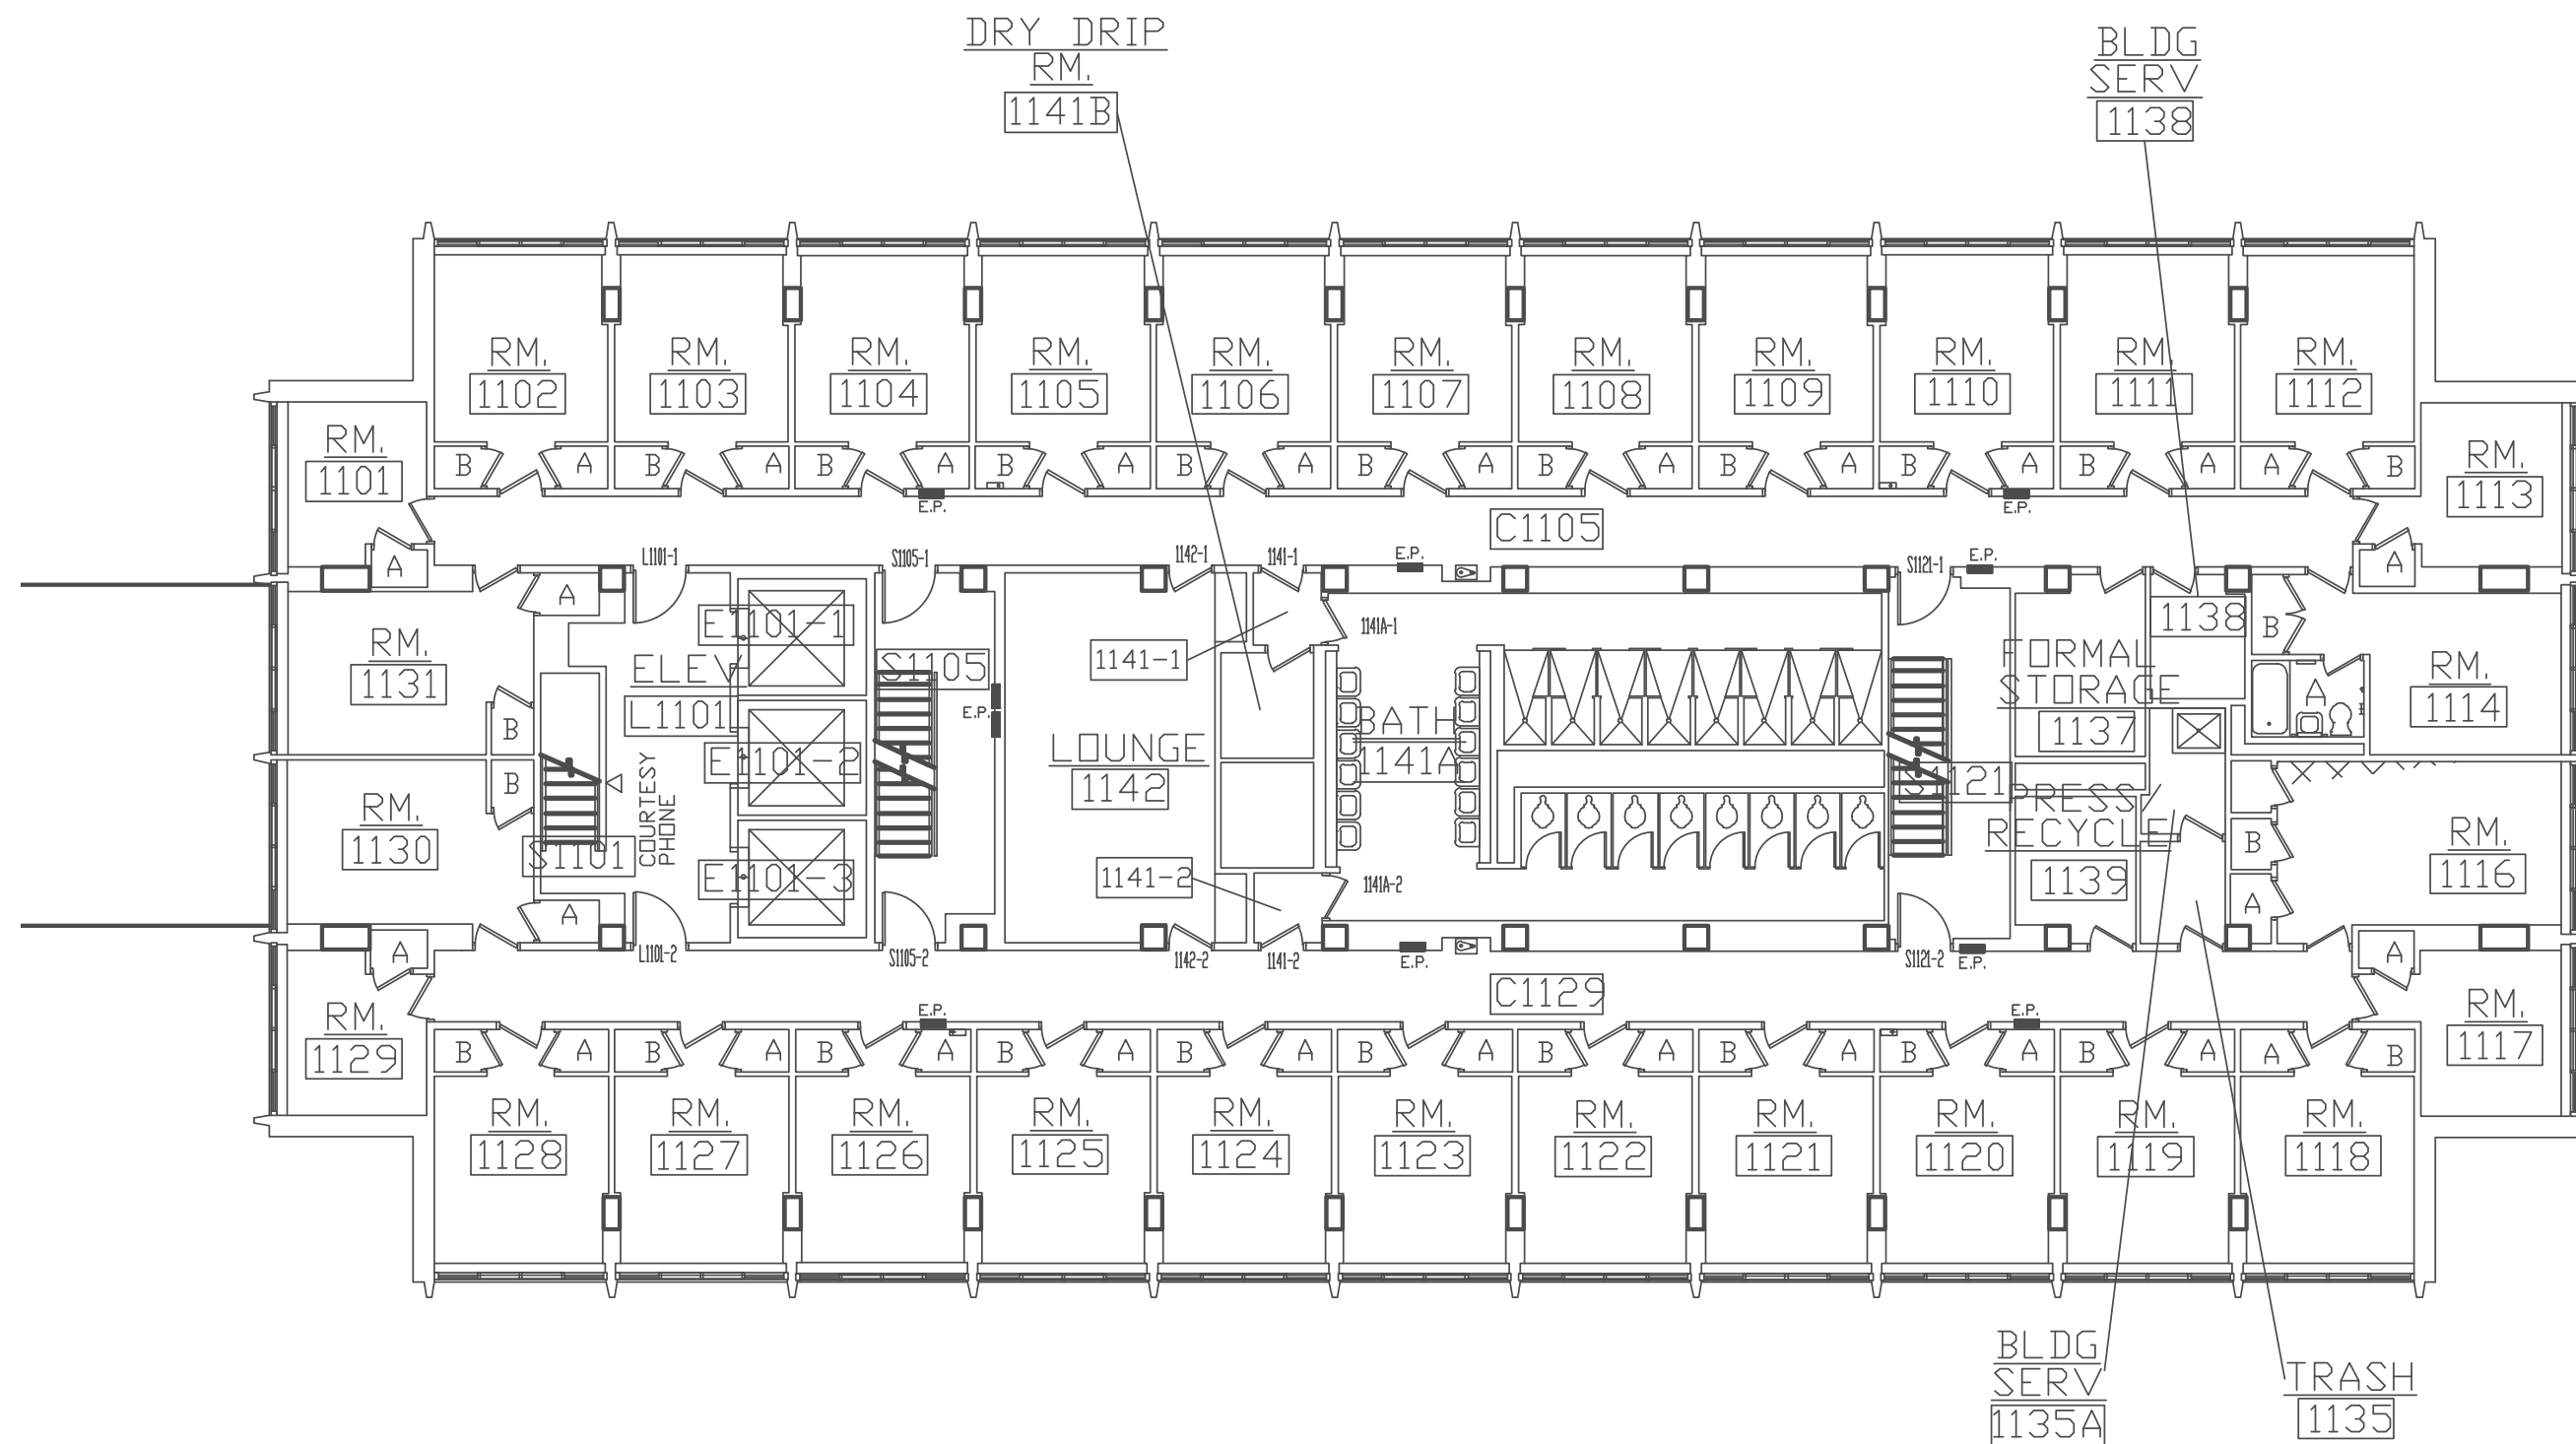 DRY DRIP
RM.
1141B
BLDG
SERV
1138
RM.
1102
RM.
1103
RM.
1104
RM.
1105
RM.
1106
RM.
1107
RM.
1108
RM.
1109
RM.
1110
RM.
1111
RM.
1112
RM.
1101
RM.
1113
B A B A B A B A B A B A B A B A B A B A A B
E.P.
E.P.
C1105
A
L1101-1
S1105-1
1142-1
1141-1
E.P.
S1121-1
E.P.
A
A
E1101-1
1141-1
1141A-1
1138
B
RM.
1131
ELEV
L1101
S1105
E.P.
FORMAL
STORAGE
1137
A
RM.
1114
B
LOUNGE
1142
BATH
1141A
E1101-2
B
COURTESY
PHONE
S1121
PRESS/
RECYCLE
1139
RM.
1130
S1101
E1101-3
1141-2
1141A-2
B
RM.
1116
A
A
A
L1101-2
S1105-2
1142-2
1141-2
E.P.
S1121-2
E.P.
A
C1129
RM.
1129
E.P.
E.P.
RM.
1117
B A B A B A B A B A B A B A B A B A B A A B
RM.
1128
RM.
1127
RM.
1126
RM.
1125
RM.
1124
RM.
1123
RM.
1122
RM.
1121
RM.
1120
RM.
1119
RM.
1118
BLDG
SERV
1135A
TRASH
1135